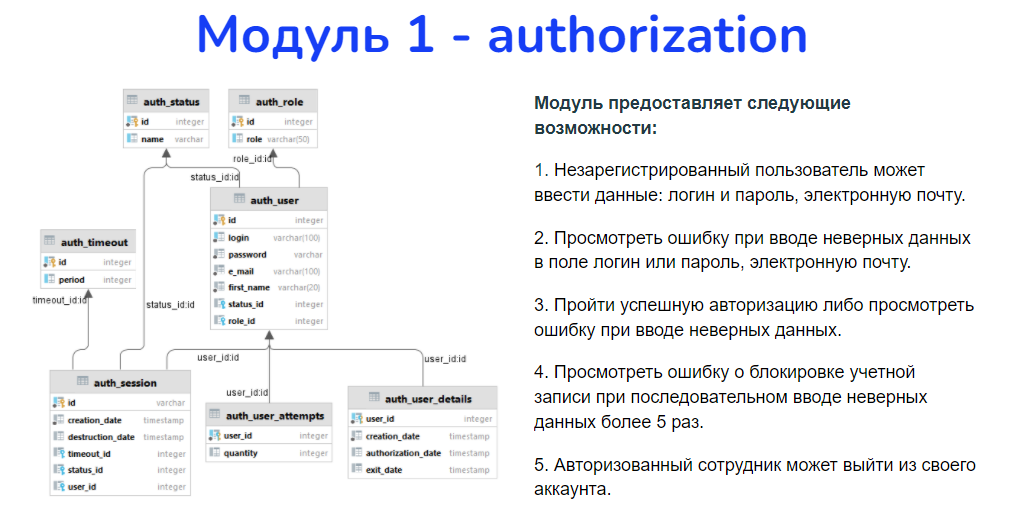 Модуль 1 - authorization
auth_status
id integer
name varchar
auth_role
id integer
role varchar(50)
role_id:id
status_id:id
auth_user
id integer
login varchar(100)
password varchar
e_mail varchar(100)
first_name varchar(20)
status_id integer
role_id integer
auth_timeout
id integer
period integer
timeout_id:id
status_id:id
user_id:id
user_id:id
user_id:id
auth_session
id varchar
creation_date timestamp
destruction_date timestamp
timeout_id integer
status_id integer
user_id integer
auth_user_attempts
user_id integer
quantity integer
auth_user_details
user_id integer
creation_date timestamp
authorization_date timestamp
exit_date timestamp
Модуль предоставляет следующие
возможности:
1. Незарегистрированный пользователь может
ввести данные: логин и пароль, электронную почту.
2. Просмотреть ошибку при вводе неверных данных
в поле логин или пароль, электронную почту.
3. Пройти успешную авторизацию либо просмотреть
ошибку при вводе неверных данных.
4. Просмотреть ошибку о блокировке учетной
записи при последовательном вводе неверных
данных более 5 раз.
5. Авторизованный сотрудник может выйти из своего
аккаунта.